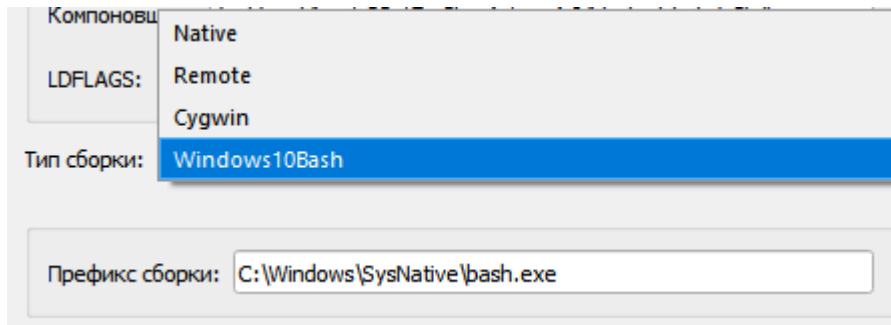 Компоновщ
Native
LDFLAGS:
Remote
Cygwin
Тип сборки:
Windows10Bash
Префикс сборки:
C:\Windows\SysNative\bash.exe